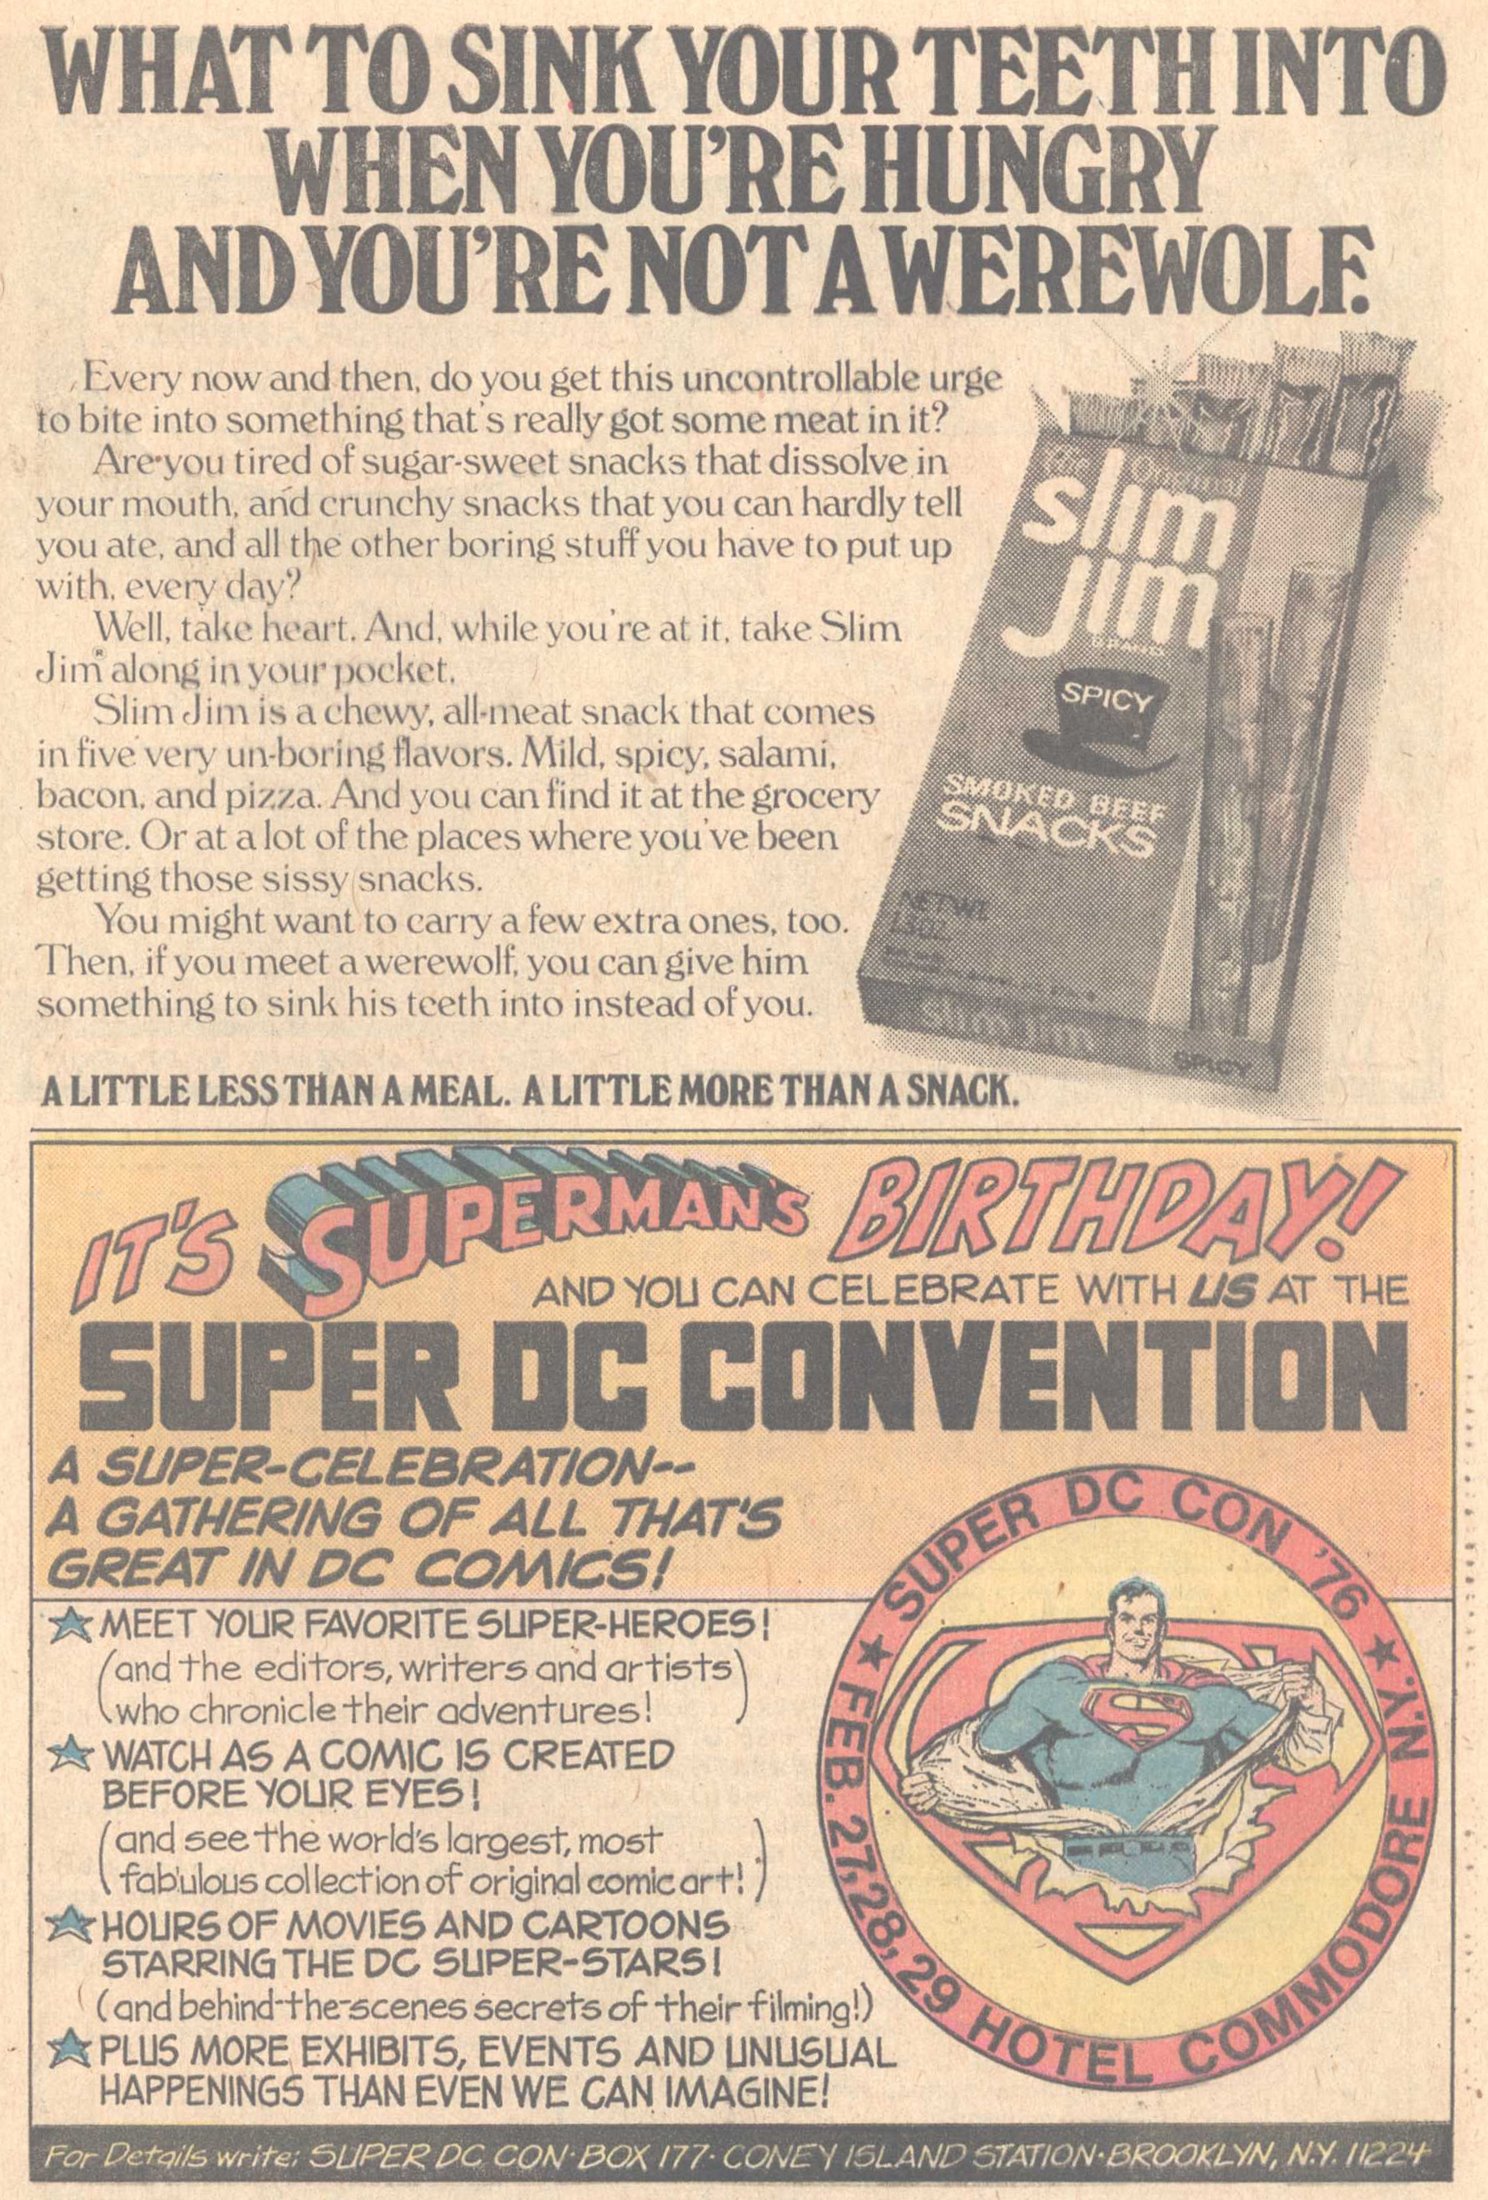 WHAT TO SINK YOUR TEETH INTO
WHEN YOU'RE HUNGRY
AND YOU'RE NOT A WEREWOLF.
Every now and then, do you get this uncontrollable urge
to bite into something that's really got some meat in it?
Are you tired of sugar-sweet snacks that dissolve in
your mouth, and crunchy snacks that you can hardly tell
you ate, and all the other boring stuff you have to put up
with, every day?
Well, take heart. And, while you're at it, take Slim
Jim® along in your pocket.
Slim Jim is a chewy, all-meat snack that comes
in five very un-boring flavors. Mild, spicy, salami,
bacon, and pizza. And you can find it at the grocery
store. Or at a lot of the places where you've been
getting those sissy snacks.
You might want to carry a few extra ones, too.
Then, if you meet a werewolf, you can give him
something to sink his teeth into instead of you.
A LITTLE LESS THAN A MEAL. A LITTLE MORE THAN A SNACK.
The Original
slim
jim
BRANDS
SPICY
SMOKED BEEF
SNACKS
NET WT.
slim jim
SPICY
IT'S SUPERMAN'S BIRTHDAY!
AND YOU CAN CELEBRATE WITH US AT THE
SUPER DC CONVENTION
A SUPER-CELEBRATION--
A GATHERING OF ALL THAT'S
GREAT IN DC COMICS!
MEET YOUR FAVORITE SUPER-HEROES!
(and the editors, writers and artists
who chronicle their adventures!)
WATCH AS A COMIC IS CREATED
BEFORE YOUR EYES!
(and see the world's largest, most
fabulous collection of original comic art!)
HOURS OF MOVIES AND CARTOONS
STARRING THE DC SUPER-STARS!
(and behind-the-scenes secrets of their filming!)
PLUS MORE EXHIBITS, EVENTS AND UNUSUAL
HAPPENINGS THAN EVEN WE CAN IMAGINE!
★ SUPER DC CON '76 ★
FEB. 27, 28, 29 HOTEL COMMODORE N.Y.
For Details write: SUPER DC CON · BOX 177 · CONEY ISLAND STATION · BROOKLYN, N.Y. 11224